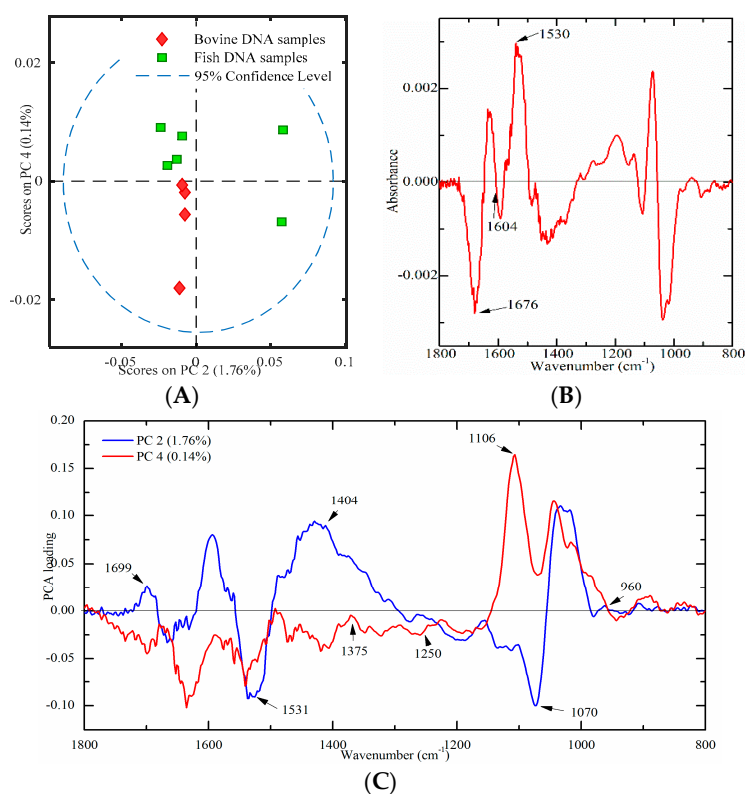 Bovine DNA samples
Fish DNA samples
95% Confidence Level
0.02
0
-0.02
Scores on PC 4 (0.14%)
-0.05
0
0.05
0.1
Scores on PC 2 (1.76%)
(A)
1530
0.002
0.000
-0.002
Absorbance
1604
1676
1800
1600
1400
1200
1000
800
Wavenumber (cm-1)
(B)
PC 2 (1.76%)
PC 4 (0.14%)
0.20
0.15
0.10
0.05
0.00
-0.05
-0.10
PCA loading
1699
1404
1106
960
1375
1250
1531
1070
1800
1600
1400
1200
1000
800
Wavenumber (cm-1)
(C)